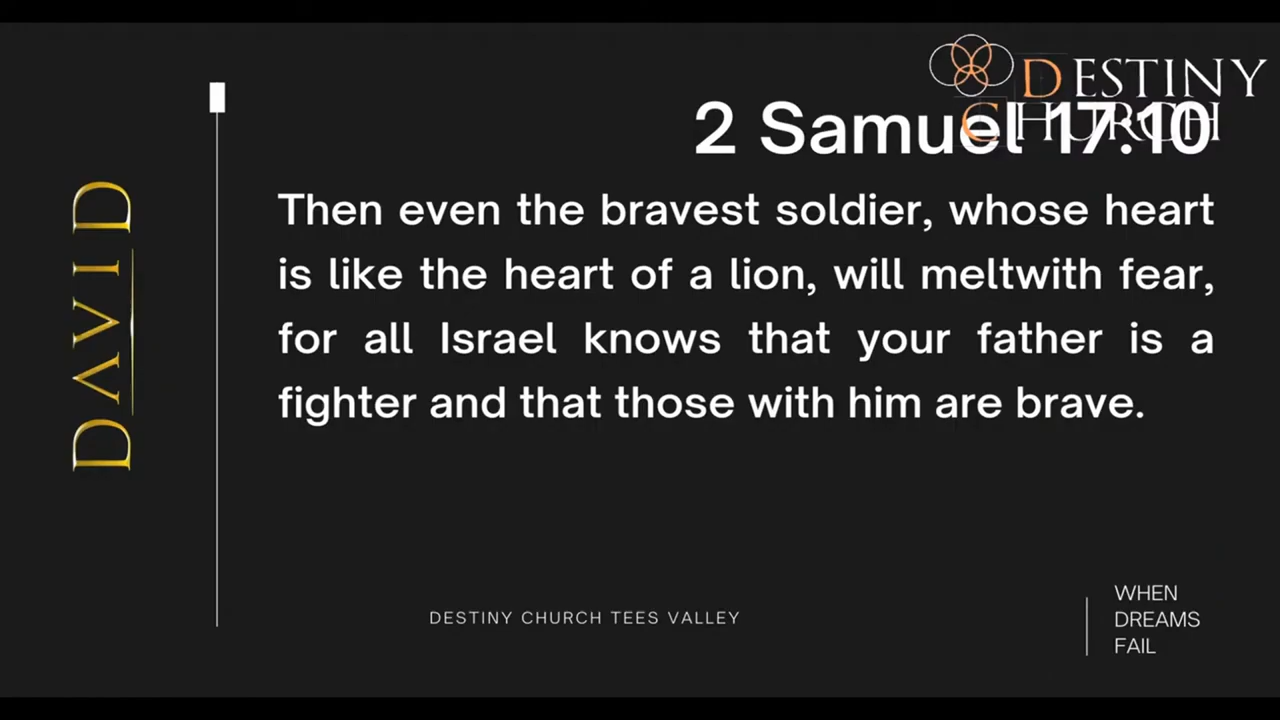 DESTINY
CHURCH
2 Samuel 17:10
Then even the bravest soldier, whose heart
is like the heart of a lion, will meltwith fear,
for all Israel knows that your father is a
fighter and that those with him are brave.
DAVID
DESTINY CHURCH TEES VALLEY
WHEN
DREAMS
FAIL